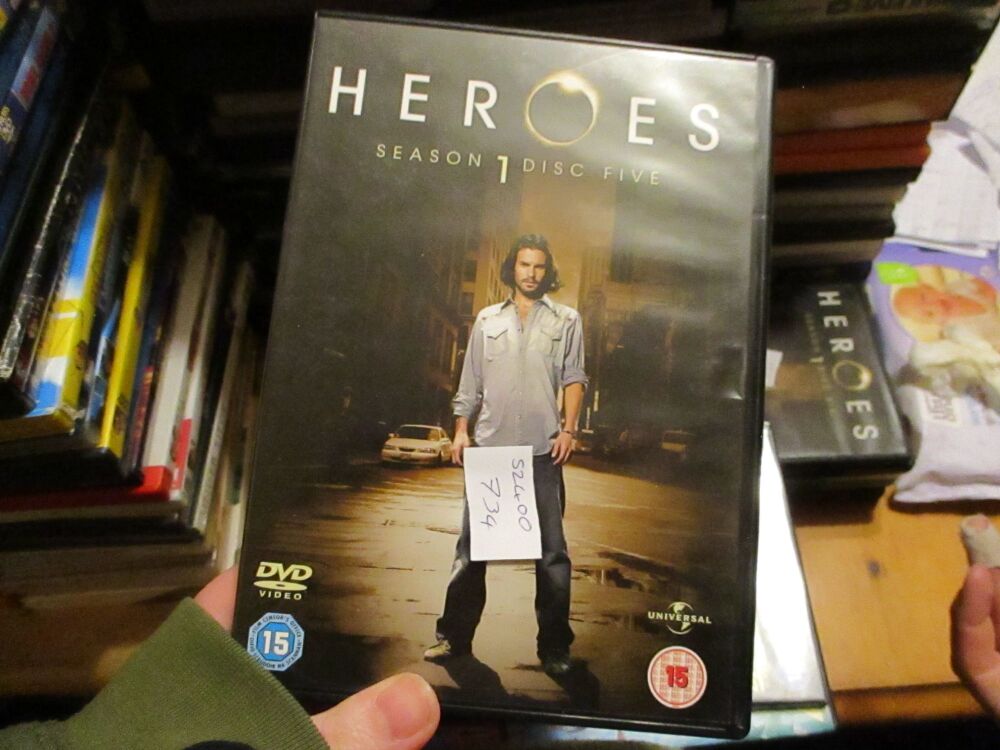 HEROES
SEASON 1 DISC FIVE
S2400
734
DVD
VIDEO
15
UNIVERSAL
15
HEROES